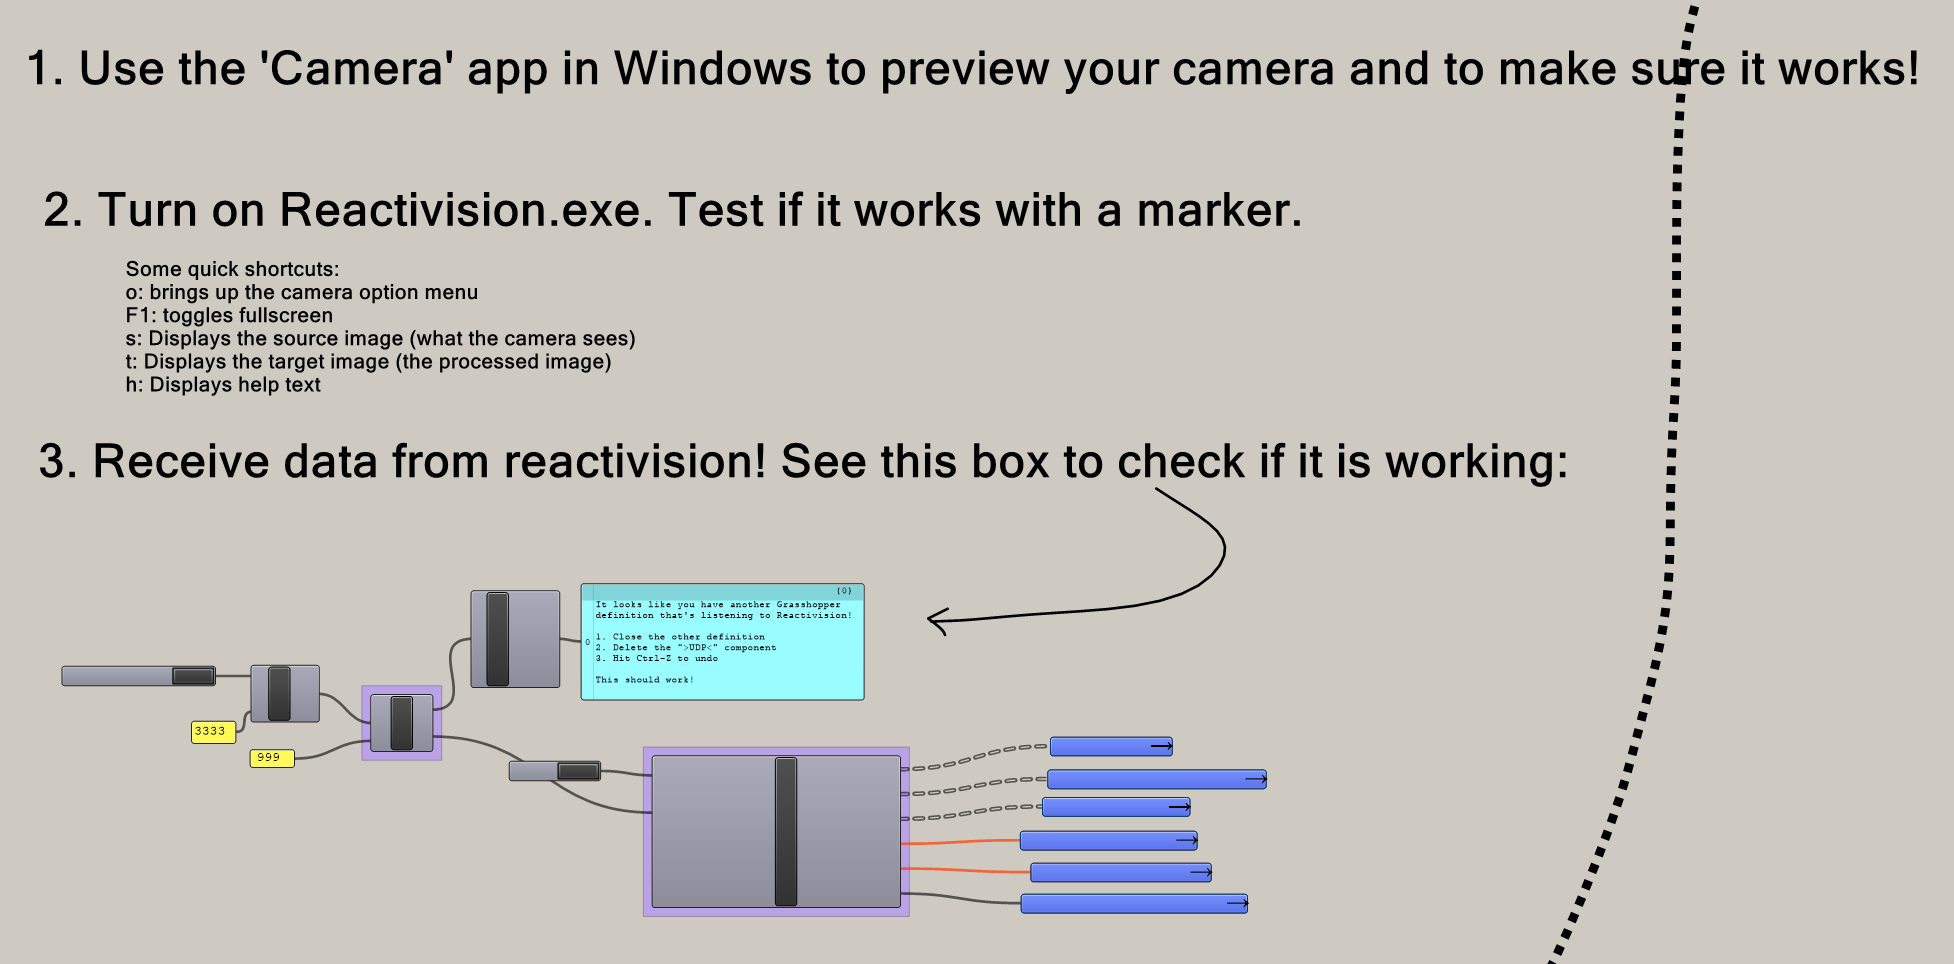 1. Use the 'Camera' app in Windows to preview your camera and to make sure it works!
2. Turn on Reactivision.exe. Test if it works with a marker.
Some quick shortcuts:
o: brings up the camera option menu
F1: toggles fullscreen
s: Displays the source image (what the camera sees)
t: Displays the target image (the processed image)
h: Displays help text
3. Receive data from reactivision! See this box to check if it is working:
{0}
It looks like you have another Grasshopper
definition that's listening to Reactivision!
1. Close the other definition
0
2. Delete the ">UDP<" component
3. Hit Ctrl-Z to undo
This should work!
3333
999